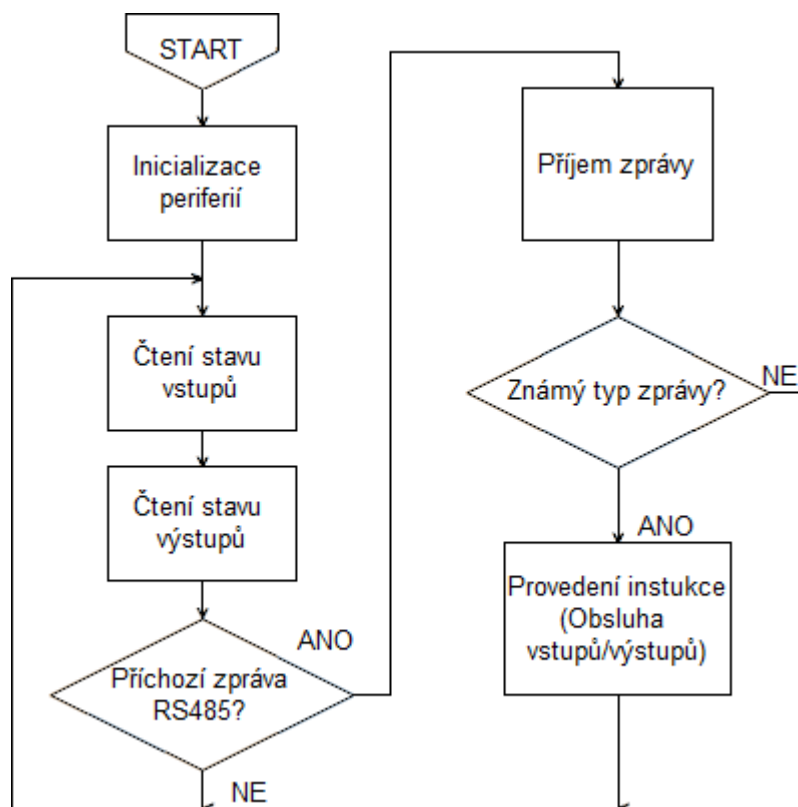 START
Inicializace
periferií
Čtení stavu
vstupů
Čtení stavu
výstupů
Příchozí zpráva
RS485?
ANO
NE
Příjem zprávy
Známý typ zprávy?
NE
ANO
Provedení instukce
(Obsluha
vstupů/výstupů)